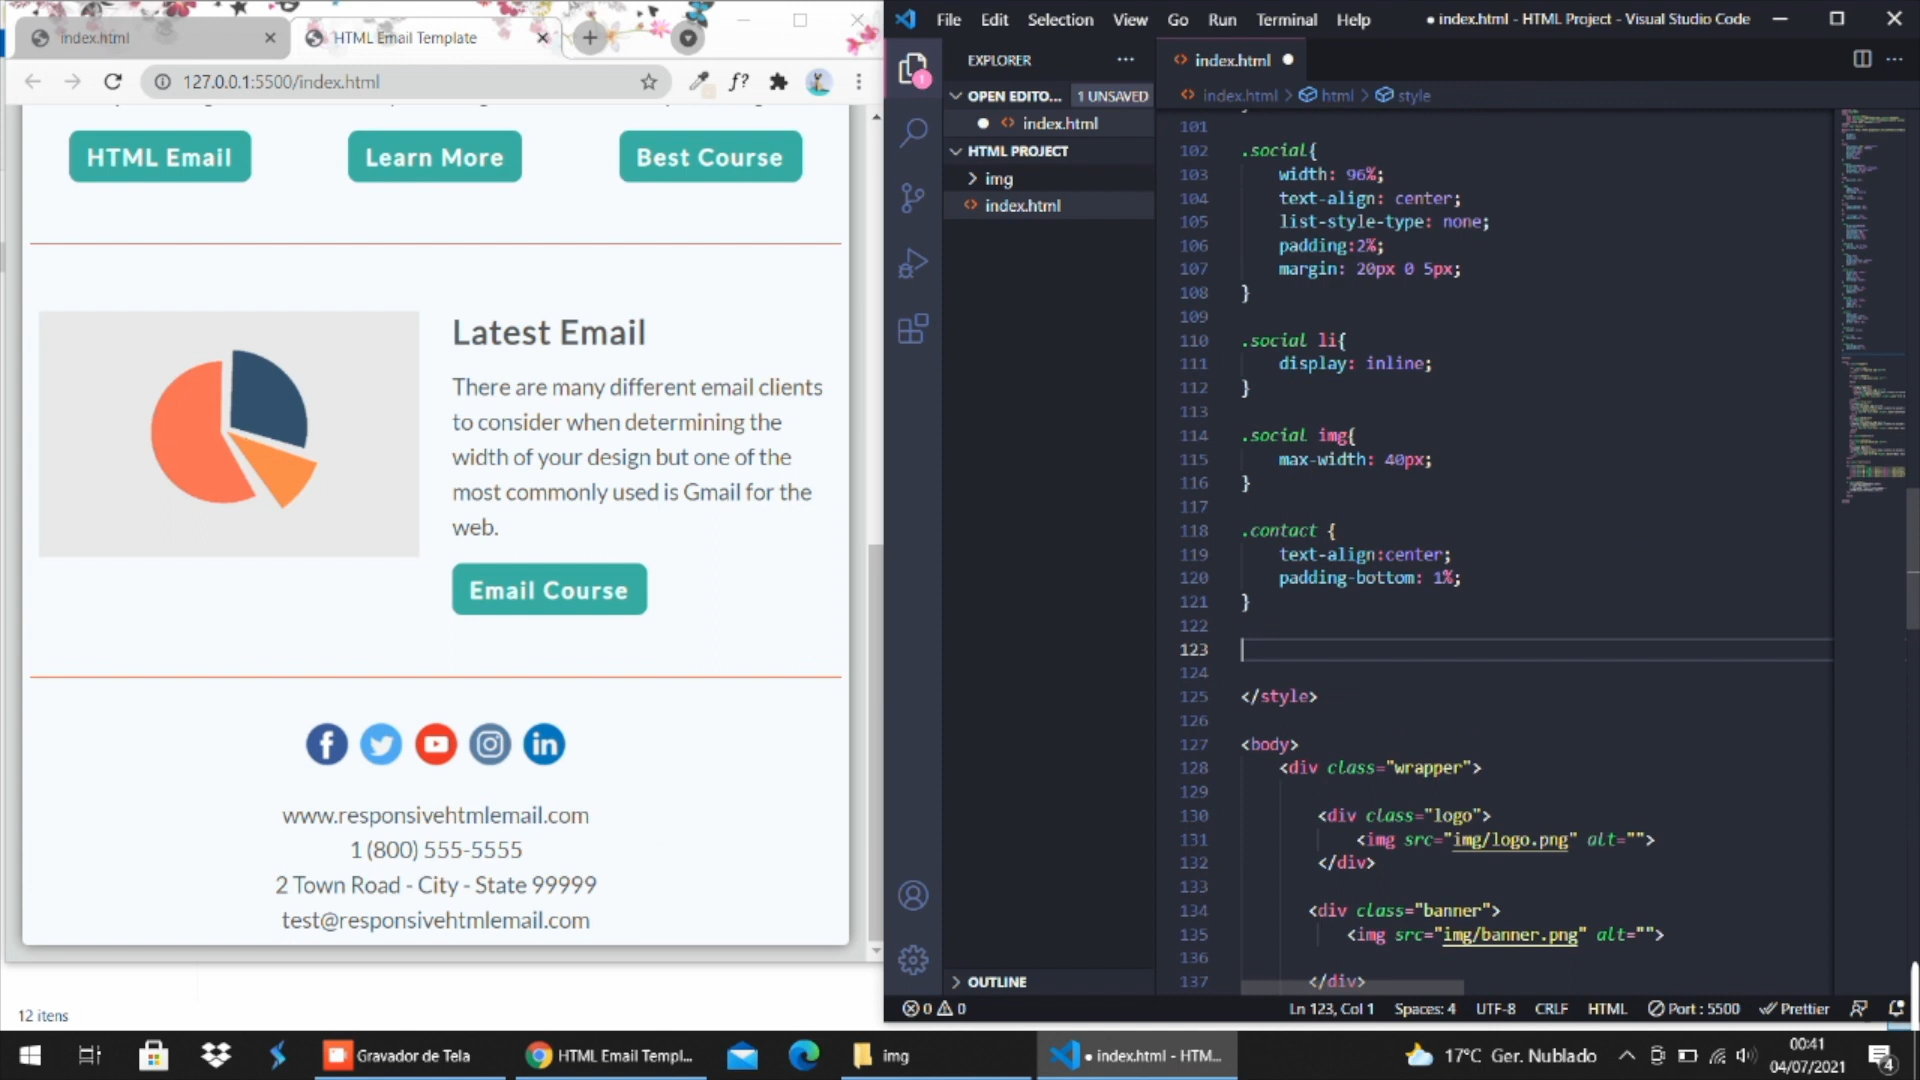 index.html
HTML Email Template
127.0.0.1:5500/index.html
f?
HTML Email
Learn More
Best Course
Latest Email
There are many different email clients
to consider when determining the
width of your design but one of the
most commonly used is Gmail for the
web.
Email Course
www.responsivehtmlemail.com
1 (800) 555-5555
2 Town Road - City - State 99999
test@responsivehtmlemail.com
12 itens
File Edit Selection View Go Run Terminal Help
● index.html - HTML Project - Visual Studio Code
EXPLORER
1
OPEN EDITO... 1 UNSAVED
index.html
HTML PROJECT
img
index.html
OUTLINE
index.html
index.html > html > style
101
102 .social{
103 width: 96%;
104 text-align: center;
105 list-style-type: none;
106 padding:2%;
107 margin: 20px 0 5px;
108 }
109
110 .social li{
111 display: inline;
112 }
113
114 .social img{
115 max-width: 40px;
116 }
117
118 .contact {
119 text-align:center;
120 padding-bottom: 1%;
121 }
122
123
124
125 </style>
126
127 <body>
128 <div class="wrapper">
129
130 <div class="logo">
131 <img src="img/logo.png" alt="">
132 </div>
133
134 <div class="banner">
135 <img src="img/banner.png" alt="">
136
137 </div>
0 0 Ln 123, Col 1 Spaces: 4 UTF-8 CRLF HTML Port : 5500 Prettier
Gravador de Tela
HTML Email Templ...
img
● index.html - HTM...
17°C Ger. Nublado
00:41
04/07/2021
4